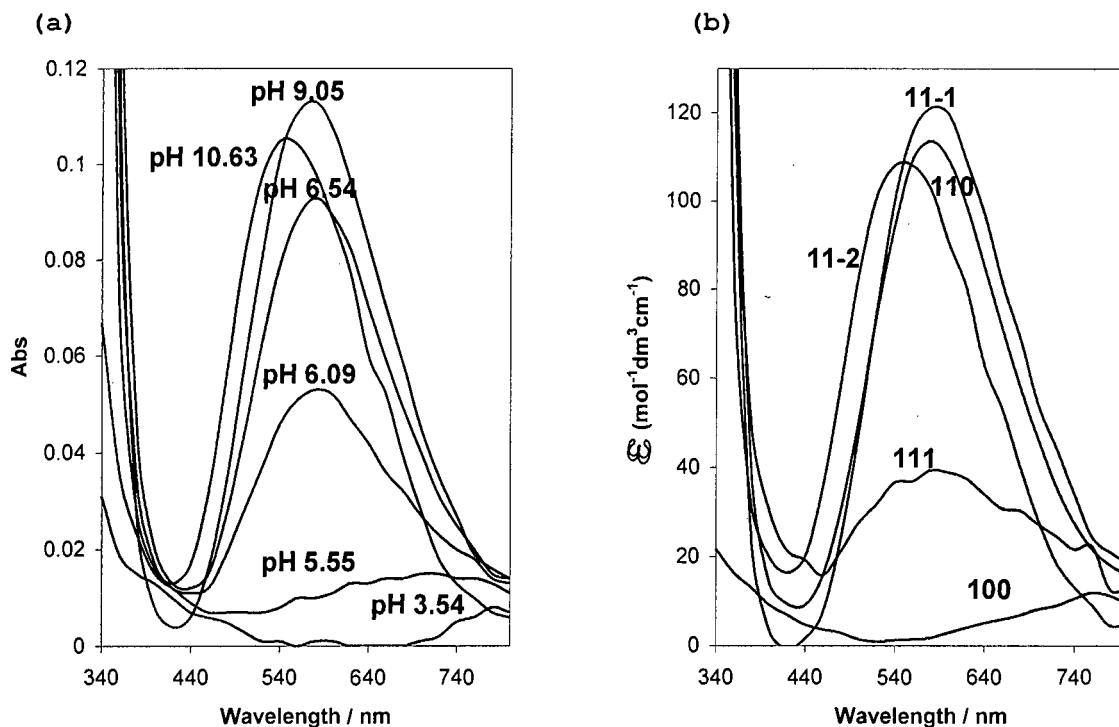 (a)
0.12
0.1
0.08
0.06
0.04
0.02
0
Abs
pH 9.05
pH 10.63
pH 6.54
pH 6.09
pH 5.55
pH 3.54
340 440 540 640 740
Wavelength / nm
(b)
120
100
80
60
40
20
0
ε (mol⁻¹dm³cm⁻¹)
11-1
110
11-2
111
100
340 440 540 640 740
Wavelength / nm